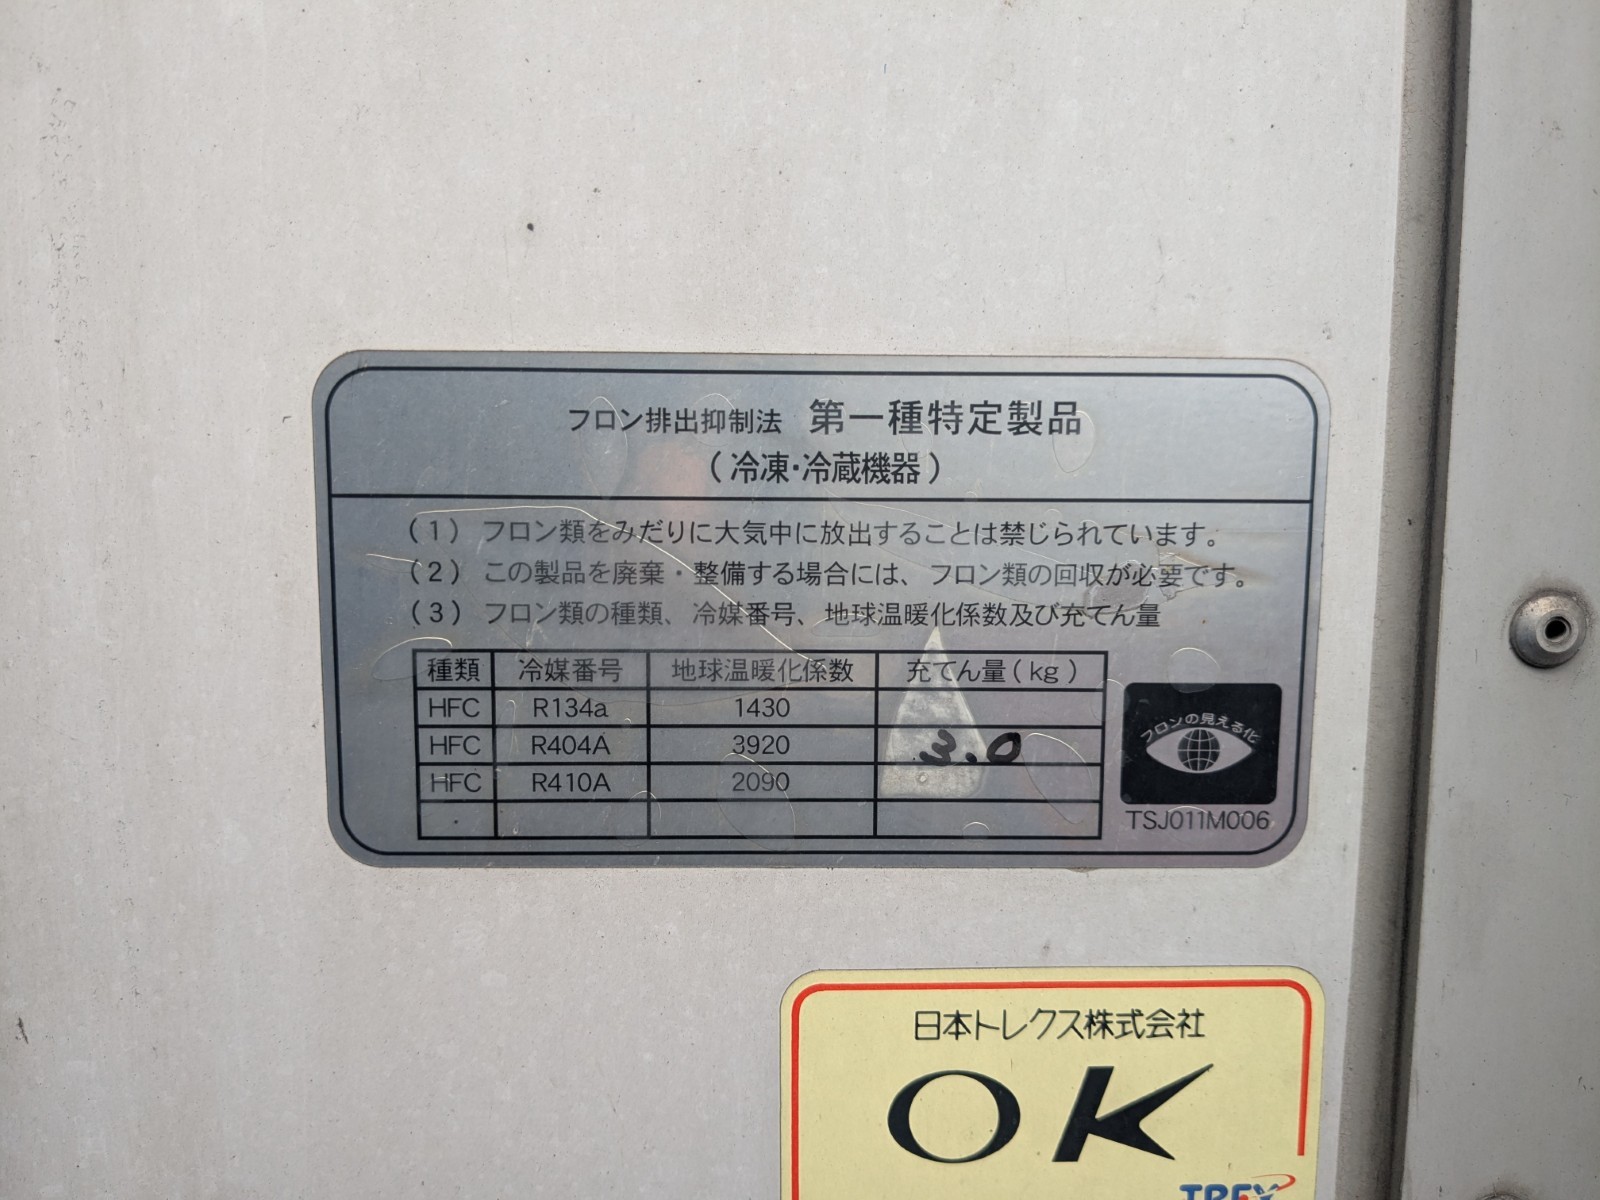 フロン排出抑制法 第一種特定製品
(冷凍・冷蔵機器)
(1) フロン類をみだりに大気中に放出することは禁じられています。
(2) この製品を廃棄・整備する場合には、フロン類の回収が必要です。
(3) フロン類の種類、冷媒番号、地球温暖化係数及び充てん量
種類 冷媒番号 地球温暖化係数 充てん量(kg)
HFC R134a 1430
HFC R404A 3920 3.0
HFC R410A 2090
フロンの見える化
TSJ011M006
日本トレクス株式会社
OK
TREX